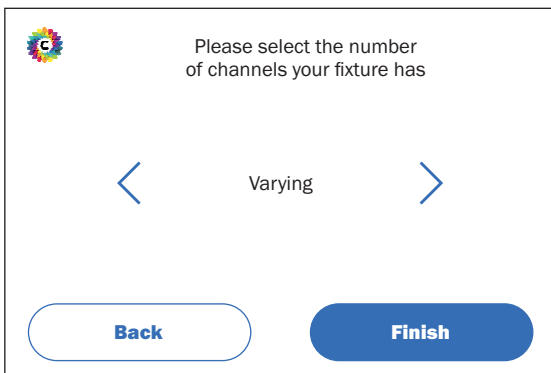 Please select the number
of channels your fixture has
Varying
Back
Finish